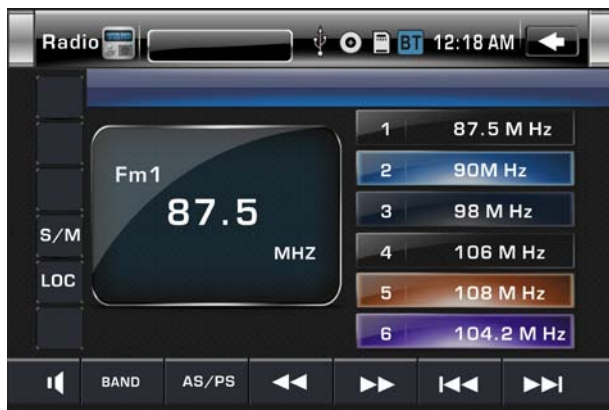 Radio BT 12:18 AM
1 87.5 M Hz
Fm1
2 90M Hz
87.5
3 98 M Hz
S/M
MHZ
4 106 M Hz
LOC
5 108 M Hz
6 104.2 M Hz
BAND AS/PS